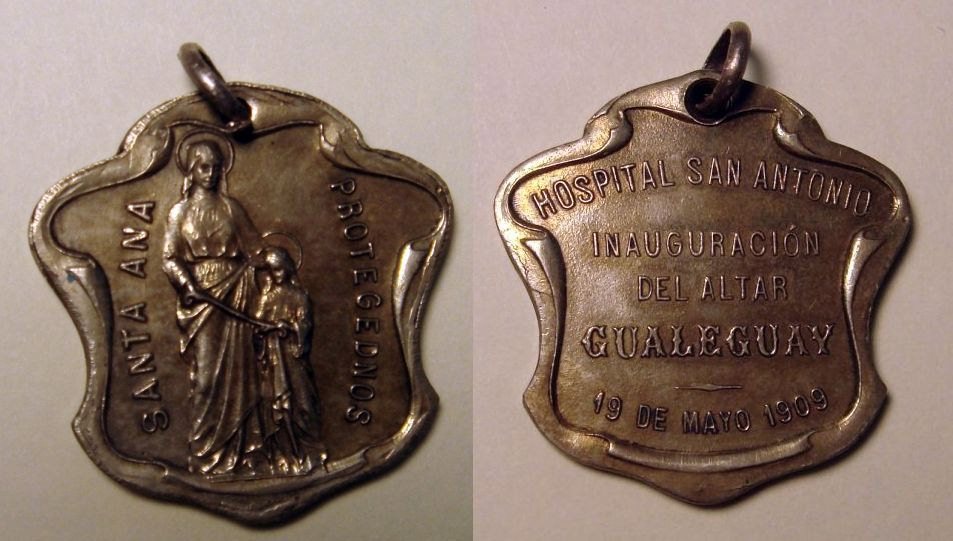 SANTA ANA
PROTEGEDNOS
HOSPITAL SAN ANTONIO
INAUGURACIÓN
DEL ALTAR
GUALEGUAY
19 DE MAYO 1909